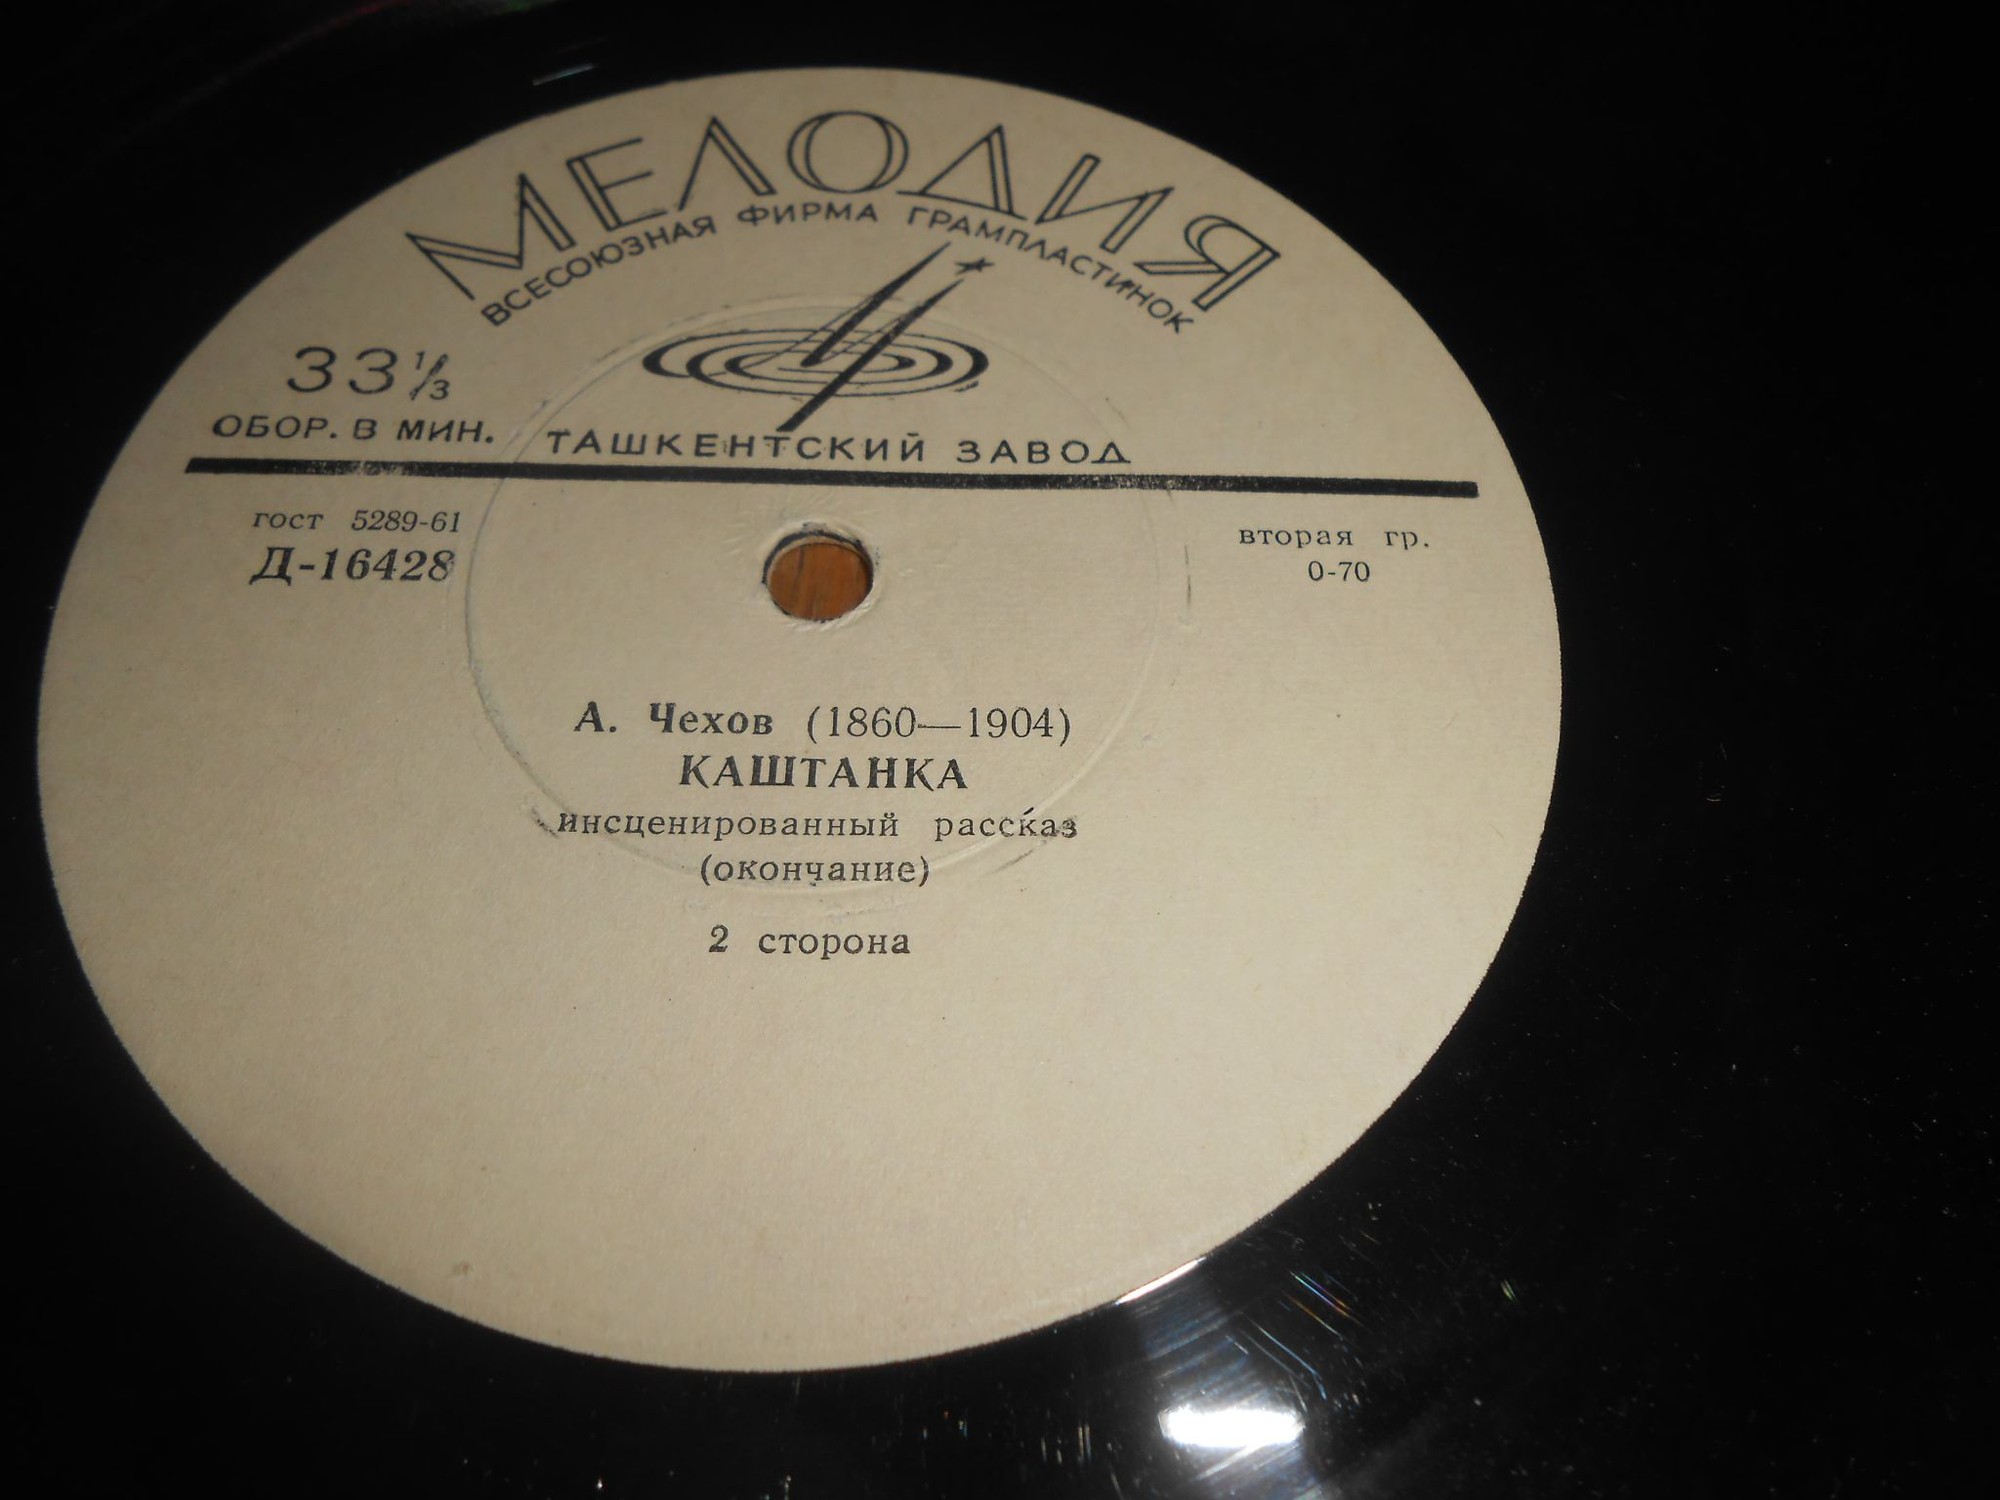 МЕЛОДИЯ
ВСЕСОЮЗНАЯ ФИРМА ГРАМПЛАСТИНОК
33 1/3
ОБОР. В МИН.
ТАШКЕНТСКИЙ ЗАВОД
гост 5289-61
Д-16428
вторая гр.
0-70
А. Чехов (1860—1904)
КАШТАНКА
инсценированный рассказ
(окончание)
2 сторона